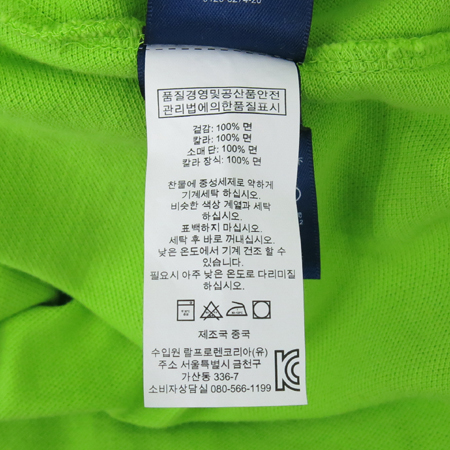 품질경영및공산품안전
관리법에의한품질표시
겉감: 100% 면
칼라: 100% 면
소매 단: 100% 면
칼라 장식: 100% 면
찬물에 중성세제로 약하게
기계세탁 하십시오.
비슷한 색상 계열과 세탁
하십시오.
표백하지 마십시오.
세탁 후 바로 꺼내십시오.
낮은 온도에서 기계 건조 할 수
있습니다.
필요시 아주 낮은 온도로 다리미질
하십시오.
제조국 중국
수입원 랄프로렌코리아(유)
주소 서울특별시 금천구
가산동 336-7
소비자상담실 080-566-1199